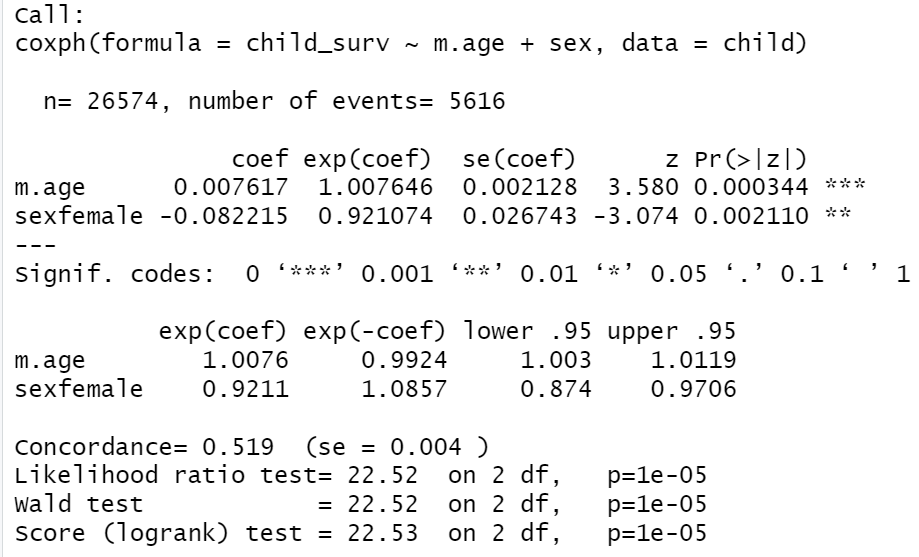 Call:
coxph(formula = child_surv ~ m.age + sex, data = child)
n= 26574, number of events= 5616
coef exp(coef) se(coef) z Pr(>|z|)
m.age 0.007617 1.007646 0.002128 3.580 0.000344 ***
sexfemale -0.082215 0.921074 0.026743 -3.074 0.002110 **
---
Signif. codes: 0 ‘***’ 0.001 ‘**’ 0.01 ‘*’ 0.05 ‘.’ 0.1 ‘ ’ 1
exp(coef) exp(-coef) lower .95 upper .95
m.age 1.0076 0.9924 1.003 1.0119
sexfemale 0.9211 1.0857 0.874 0.9706
Concordance= 0.519 (se = 0.004 )
Likelihood ratio test= 22.52 on 2 df, p=1e-05
Wald test = 22.52 on 2 df, p=1e-05
Score (logrank) test = 22.53 on 2 df, p=1e-05